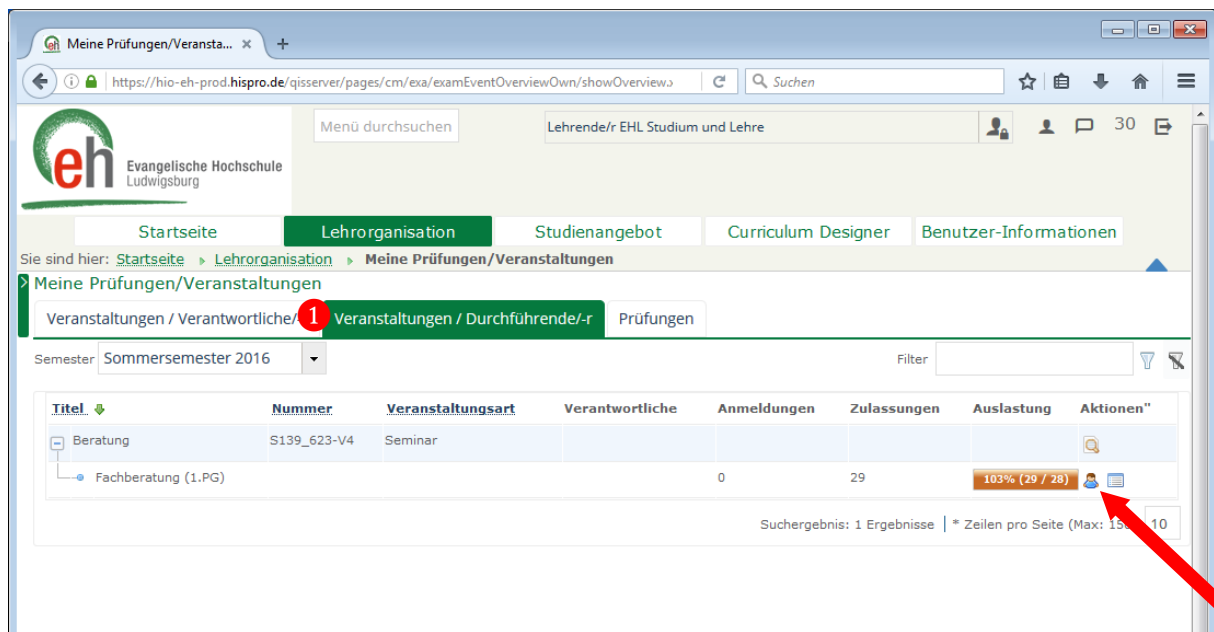 Meine Prüfungen/Veransta... × +
https://hio-eh-prod.hispro.de/qisserver/pages/cm/exa/examEventOverviewOwn/showOverview.x Suchen
Menü durchsuchen Lehrende/r EHL Studium und Lehre 30
eh Evangelische Hochschule
Ludwigsburg
Startseite Lehrorganisation Studienangebot Curriculum Designer Benutzer-Informationen
Sie sind hier: Startseite Lehrorganisation Meine Prüfungen/Veranstaltungen
Meine Prüfungen/Veranstaltungen
Veranstaltungen / Verantwortliche/ 1 Veranstaltungen / Durchführende/-r Prüfungen
Semester Sommersemester 2016 Filter
Titel Nummer Veranstaltungsart Verantwortliche Anmeldungen Zulassungen Auslastung Aktionen"
Beratung S139_623-V4 Seminar
Fachberatung (1.PG) 0 29 103% (29 / 28)
Suchergebnis: 1 Ergebnisse | * Zeilen pro Seite (Max: 10